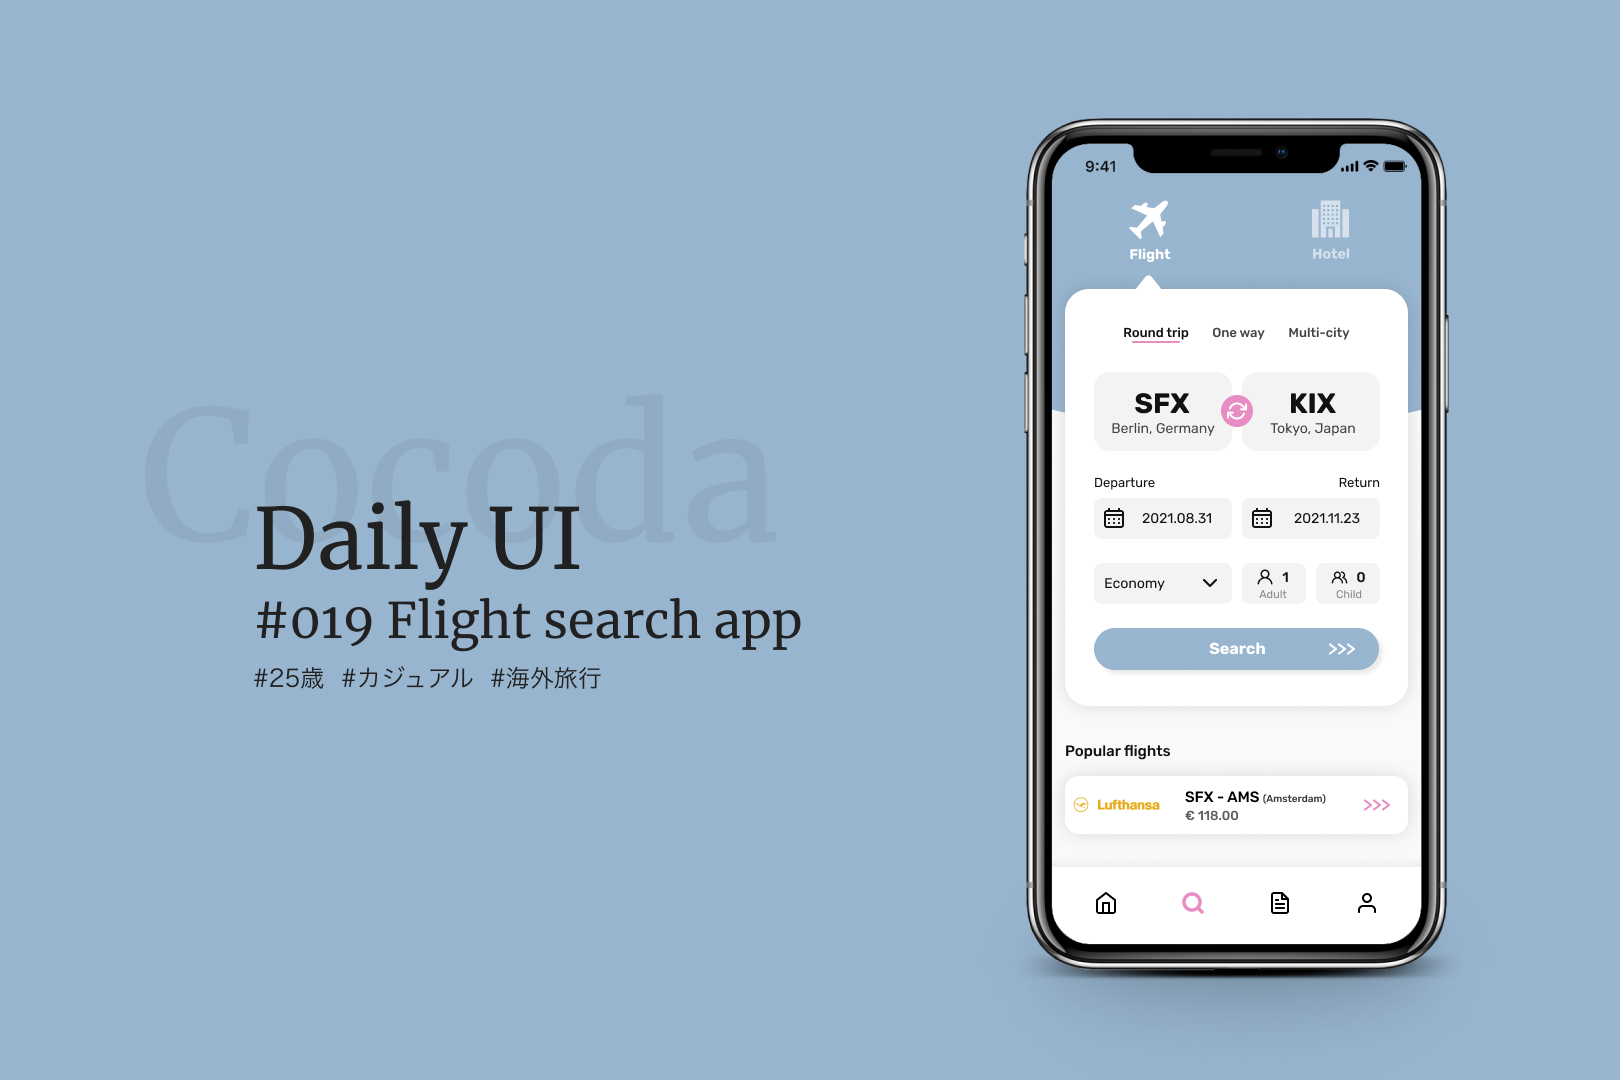 Cocoda
Daily UI
#019 Flight search app
#25歳 #カジュアル #海外旅行
9:41
Flight
Hotel
Round trip
One way
Multi-city
SFX
Berlin, Germany
KIX
Tokyo, Japan
Departure
Return
2021.08.31
2021.11.23
Economy
1
Adult
0
Child
Search >>>
Popular flights
Lufthansa
SFX - AMS (Amsterdam)
€ 118.00
>>>